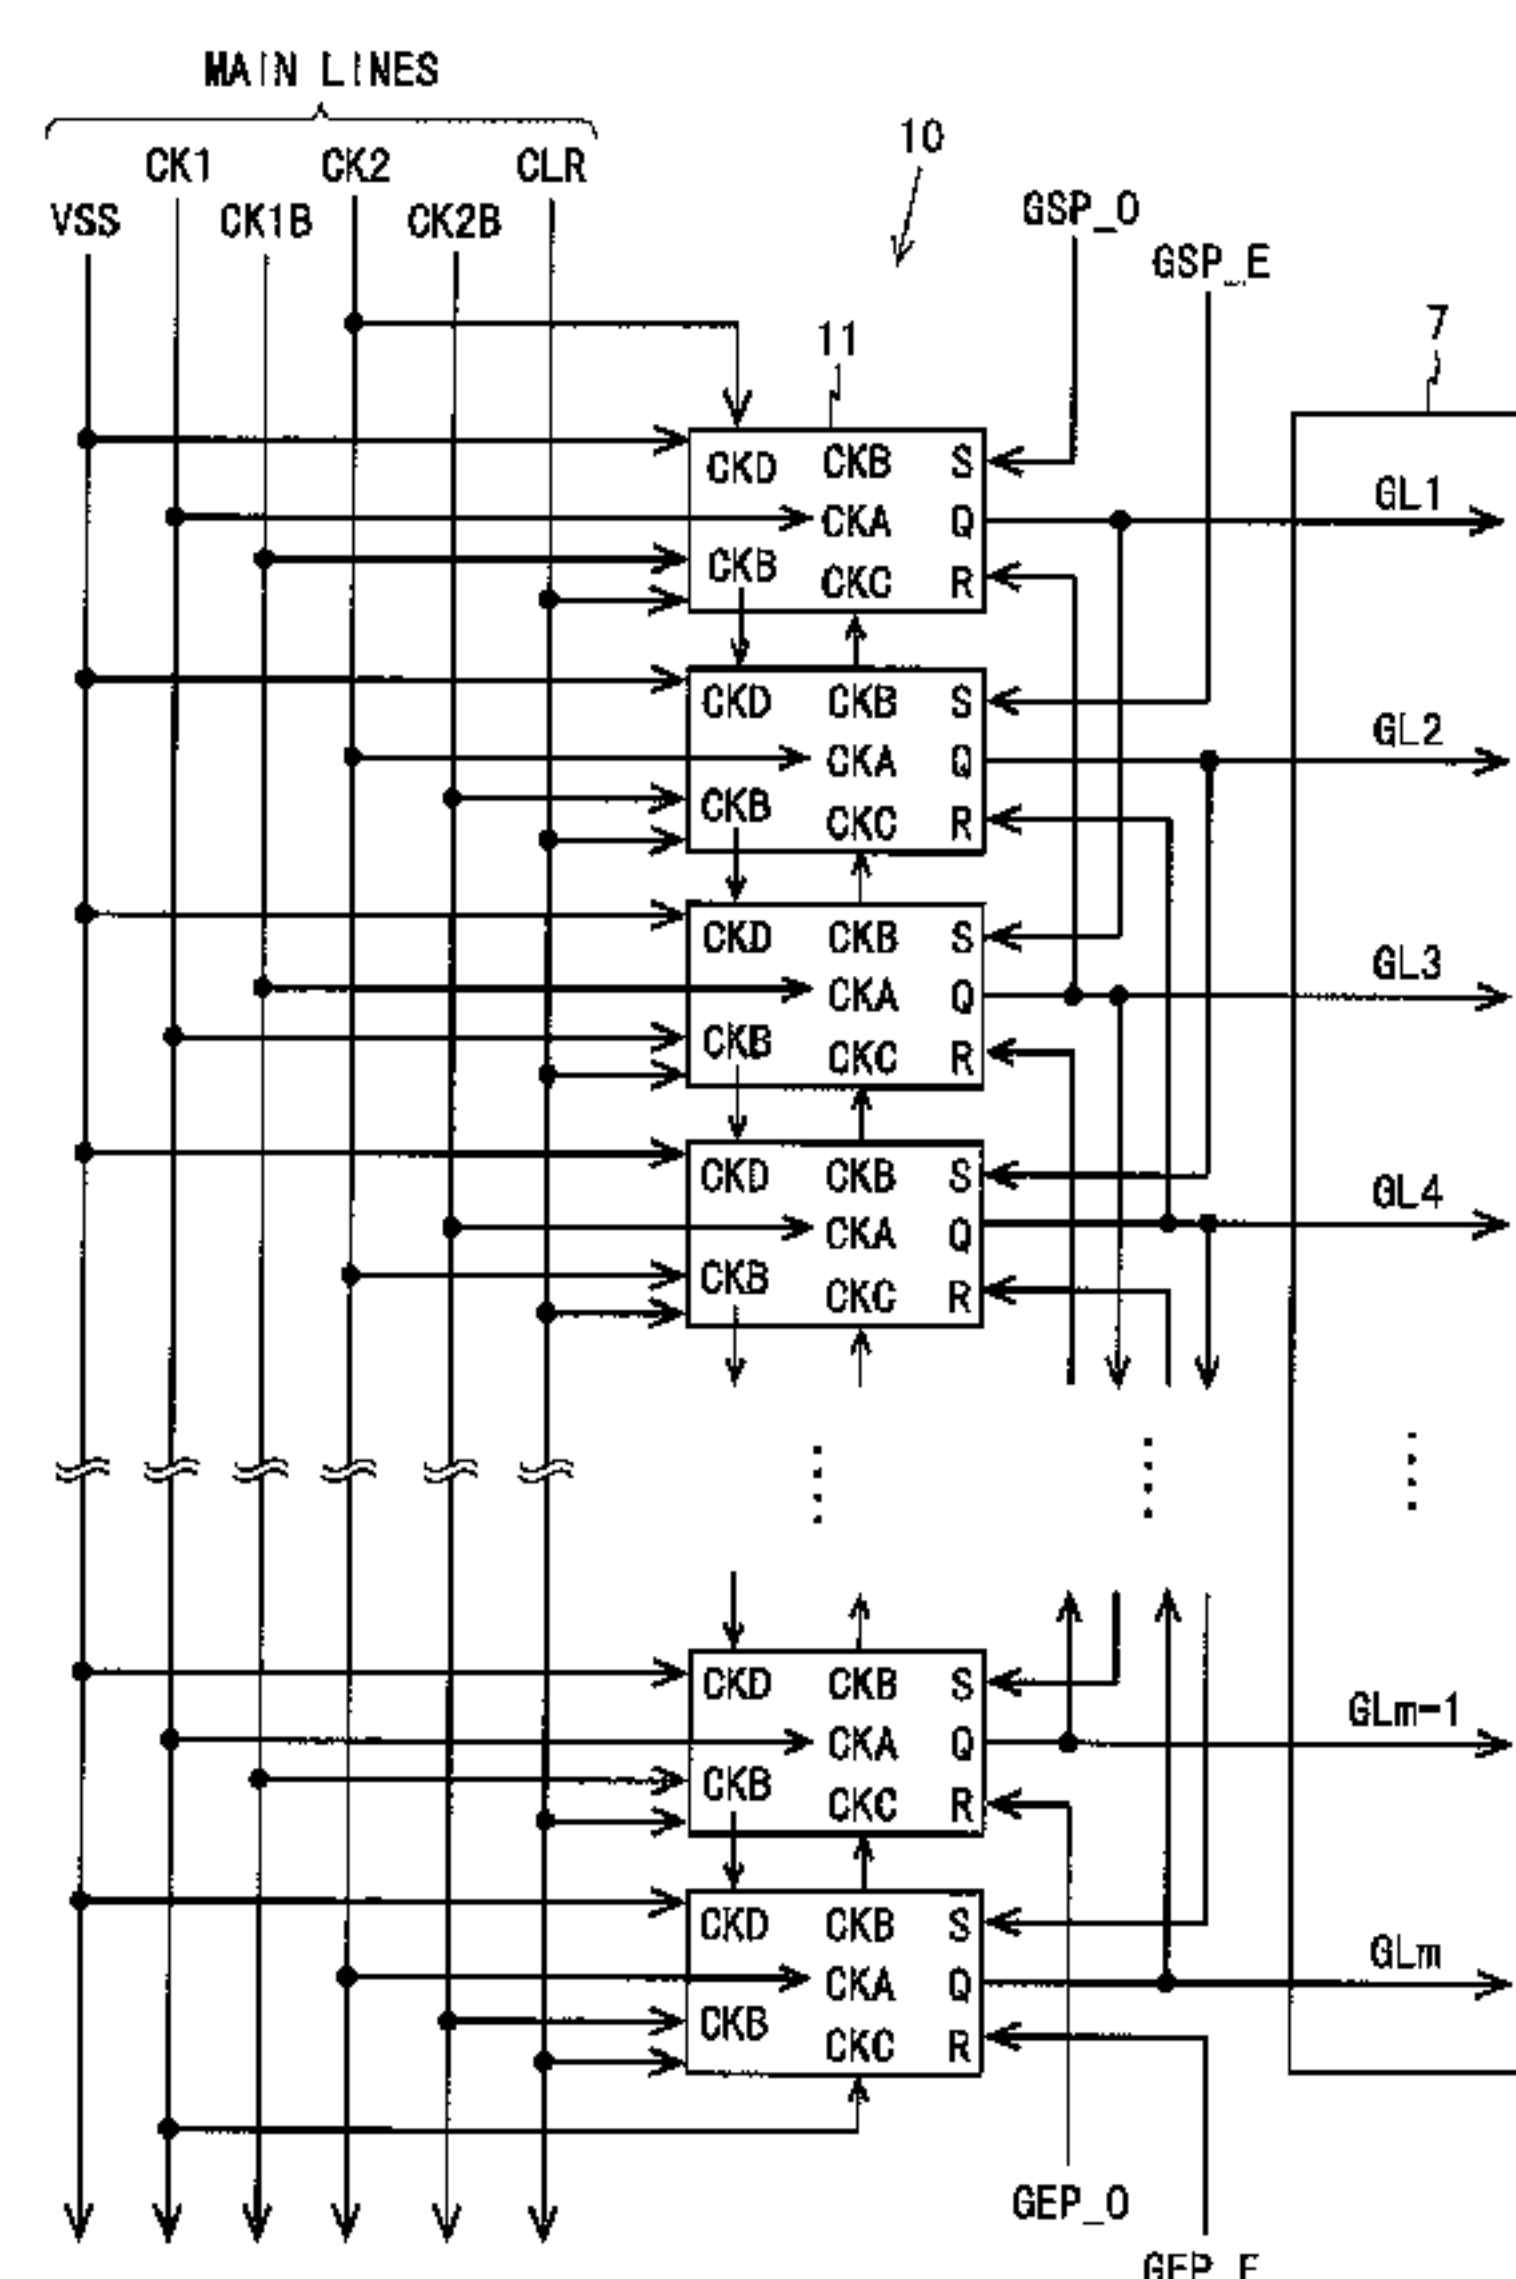 MAIN LINES
CK1 CK2 CLR
VSS CK1B CK2B
10
GSP_O
GSP_E
11
7
CKD CKB S
CKA Q GL1
CKB CKC R
CKD CKB S
CKA Q GL2
CKB CKC R
CKD CKB S
CKA Q GL3
CKB CKC R
CKD CKB S
CKA Q GL4
CKB CKC R
CKD CKB S
CKA Q GLm-1
CKB CKC R
CKD CKB S
CKA Q GLm
CKB CKC R
GEP_O
GEP_E